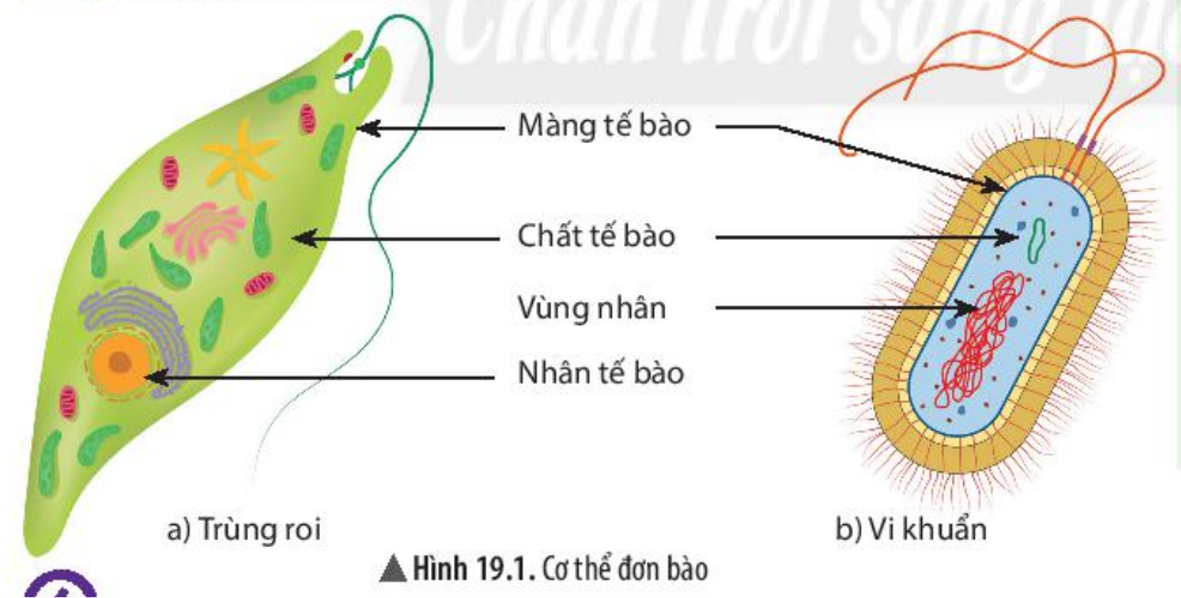 Chân trời sáng tạo
Màng tế bào
Chất tế bào
Vùng nhân
Nhân tế bào
a) Trùng roi
b) Vi khuẩn
▲ Hình 19.1. Cơ thể đơn bào